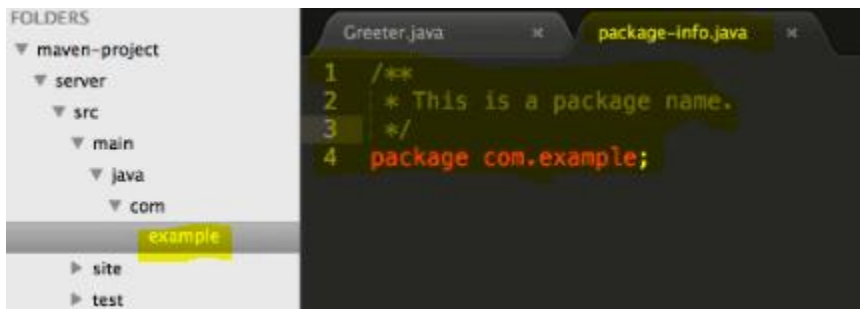 FOLDERS
maven-project
server
src
main
java
com
example
site
test
Greeter.java
package-info.java
1 /**
2 * This is a package name.
3 */
4 package com.example;